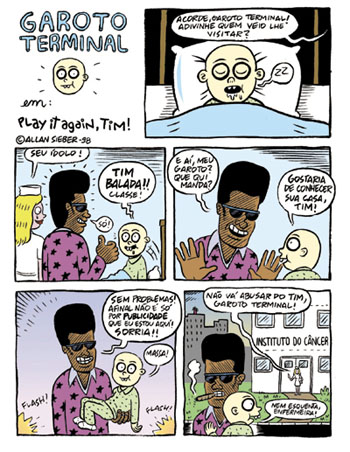 GAROTO
TERMINAL
em:
PLay it again, TiM!
©ALLAN SIEBER-98
ACORDE, GAROTO TERMINAL!
ADIVINHE QUEM VEIO LHE
VISITAR?
ZZ
SEU ÍDOLO!
SÓ!
TIM
BALADA!!
CLASSE!
E AÍ, MEU
GAROTO?
QUE QUI
MANDA?
GOSTARIA
DE CONHECER
SUA CASA,
TIM!
SEM PROBLEMAS!
AFINAL NÃO É SÓ
POR PUBLICIDADE
QUE EU ESTOU AQUI!
SORRIA!!
MASSA!
FLASH!
FLASH!
NÃO VÁ ABUSAR DO TIM,
GAROTO TERMINAL!
INSTITUTO DO CÂNCER
NEM ESQUENTA,
ENFERMEIRA!